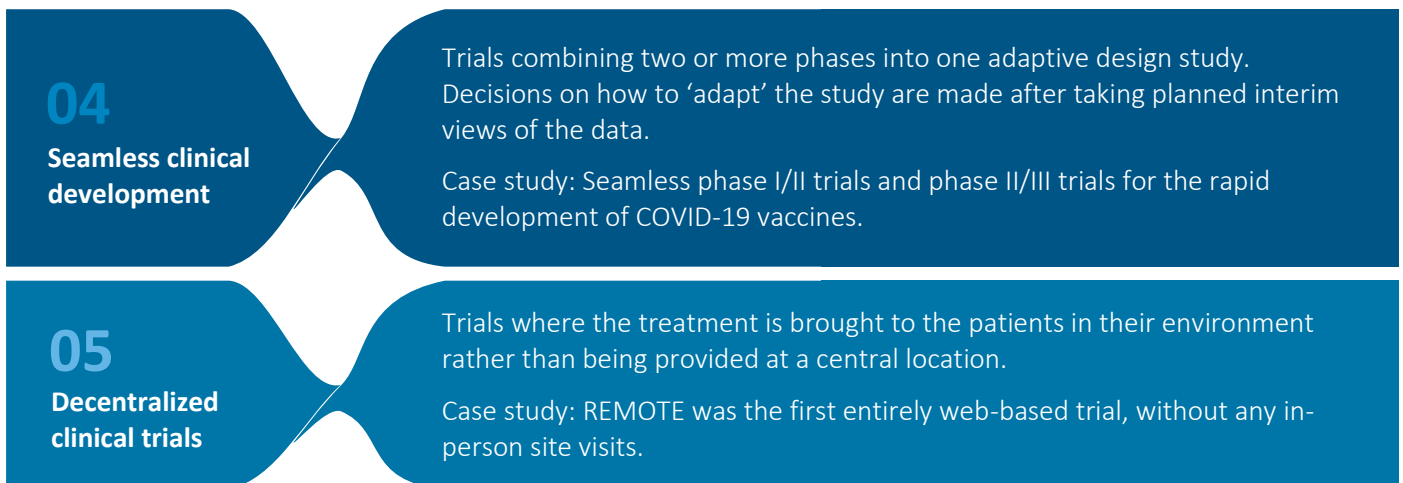 04
Seamless clinical
development
Trials combining two or more phases into one adaptive design study.
Decisions on how to ‘adapt’ the study are made after taking planned interim
views of the data.
Case study: Seamless phase I/II trials and phase II/III trials for the rapid
development of COVID-19 vaccines.
05
Decentralized
clinical trials
Trials where the treatment is brought to the patients in their environment
rather than being provided at a central location.
Case study: REMOTE was the first entirely web-based trial, without any in-
person site visits.